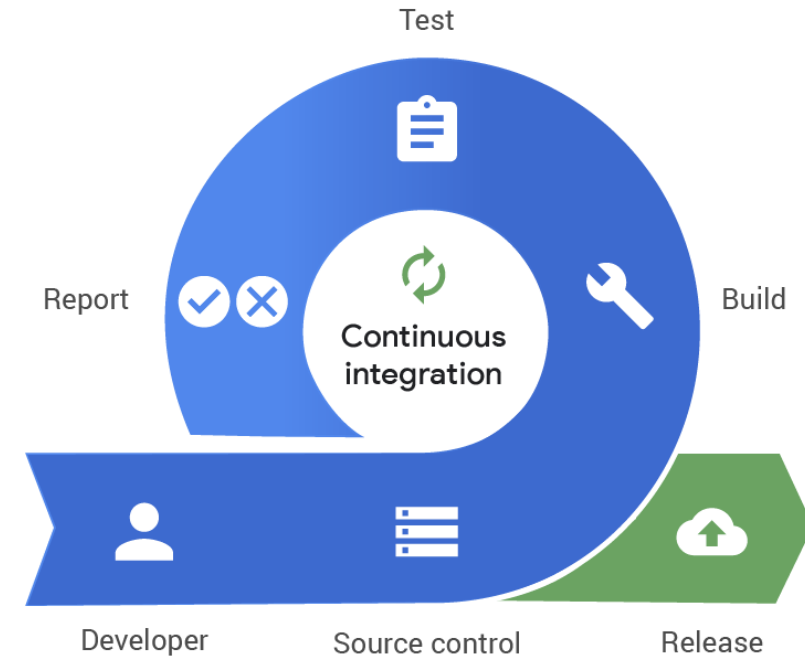 Test
Report
Continuous
integration
Build
Developer
Source control
Release